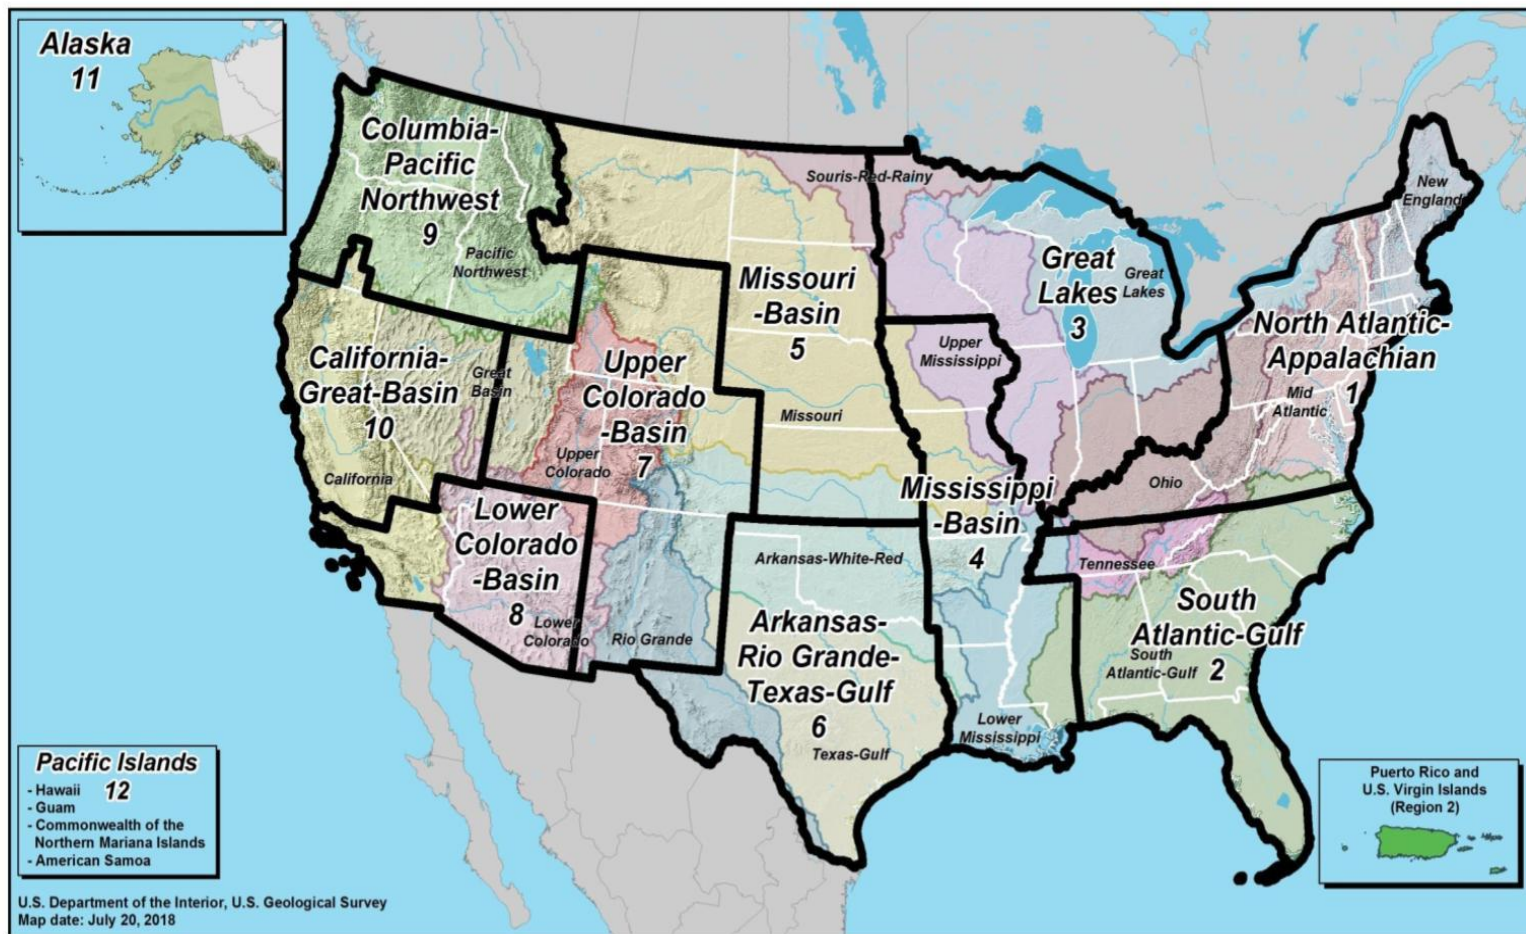 Alaska
11
Columbia-
Pacific
Northwest
9
Pacific
Northwest
Souris-Red-Rainy
New
England
Missouri
-Basin
5
Missouri
Great
Lakes
3
Great
Lakes
Upper
Mississippi
North Atlantic-
Appalachian
1
Mid
Atlantic
California-
Great-Basin
10
Great
Basin
California
Upper
Colorado
-Basin
7
Upper
Colorado
Ohio
Mississippi
-Basin
4
Lower
Colorado
-Basin
8
Lower
Colorado
Rio Grande
Arkansas-White-Red
Tennessee
Arkansas-
Rio Grande-
Texas-Gulf
6
Texas-Gulf
Lower
Mississippi
South
Atlantic-Gulf
2
South
Atlantic-Gulf
Pacific Islands
12
- Hawaii
- Guam
- Commonwealth of the
Northern Mariana Islands
- American Samoa
Puerto Rico and
U.S. Virgin Islands
(Region 2)
U.S. Department of the Interior, U.S. Geological Survey
Map date: July 20, 2018